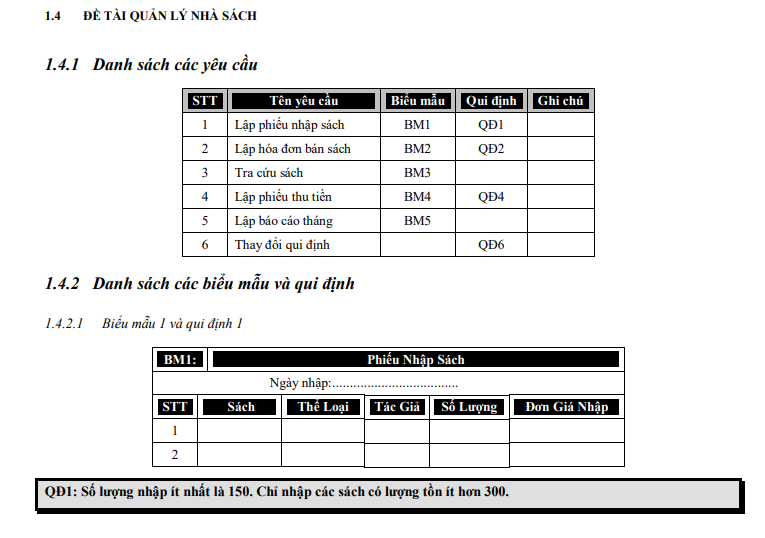 1.4 ĐỀ TÀI QUẢN LÝ NHÀ SÁCH
1.4.1 Danh sách các yêu cầu
STT Tên yêu cầu Biểu mẫu Qui định Ghi chú
1 Lập phiếu nhập sách BM1 QĐ1
2 Lập hóa đơn bán sách BM2 QĐ2
3 Tra cứu sách BM3
4 Lập phiếu thu tiền BM4 QĐ4
5 Lập báo cáo tháng BM5
6 Thay đổi qui định QĐ6
1.4.2 Danh sách các biểu mẫu và qui định
1.4.2.1 Biểu mẫu 1 và qui định 1
BM1: Phiếu Nhập Sách
Ngày nhập:....................................
STT Sách Thể Loại Tác Giả Số Lượng Đơn Giá Nhập
1
2
QĐ1: Số lượng nhập ít nhất là 150. Chỉ nhập các sách có lượng tồn ít hơn 300.